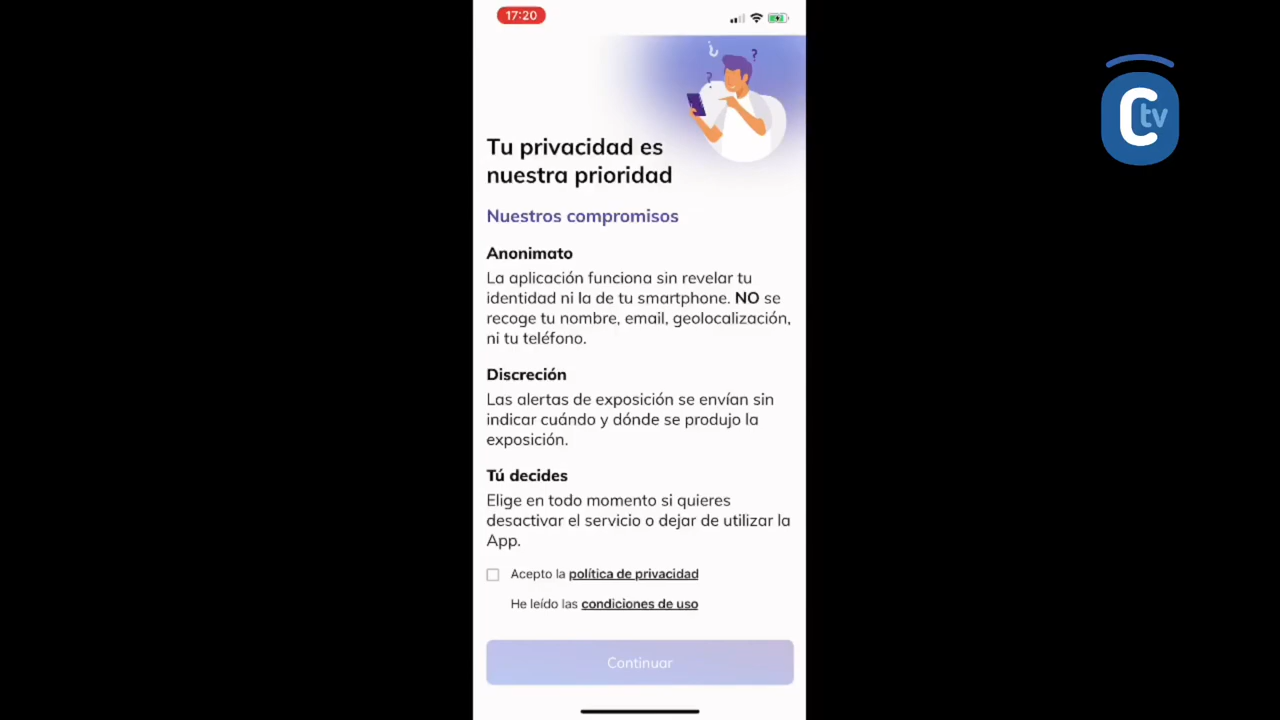 17:20
Ctv
Tu privacidad es
nuestra prioridad
Nuestros compromisos
Anonimato
La aplicación funciona sin revelar tu
identidad ni la de tu smartphone. NO se
recoge tu nombre, email, geolocalización,
ni tu teléfono.
Discreción
Las alertas de exposición se envían sin
indicar cuándo y dónde se produjo la
exposición.
Tú decides
Elige en todo momento si quieres
desactivar el servicio o dejar de utilizar la
App.
Acepto la política de privacidad
He leído las condiciones de uso
Continuar